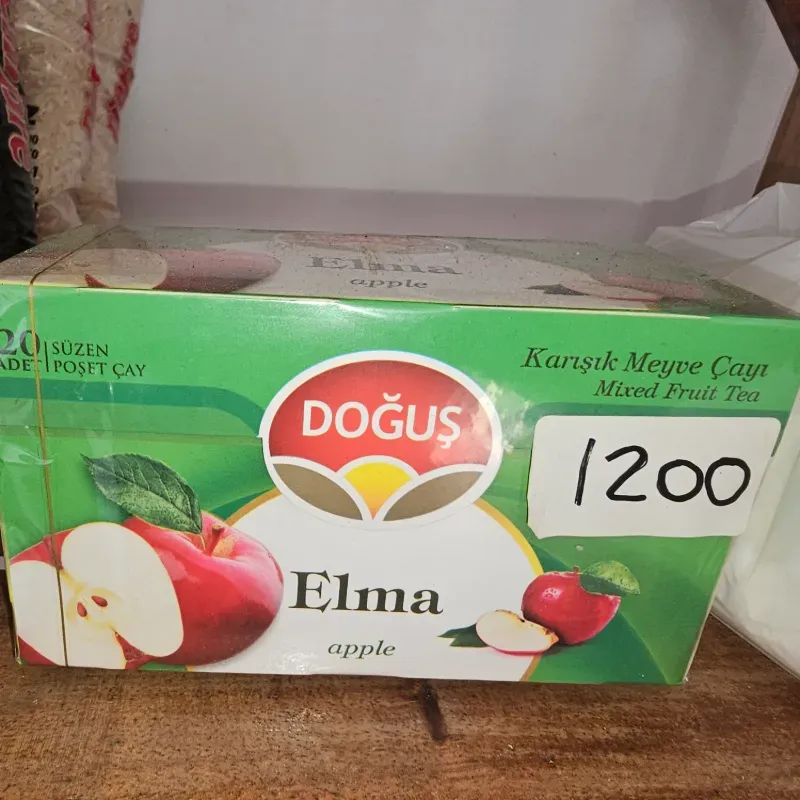 Elma
apple
20
ADET
SÜZEN
POŞET ÇAY
Karışık Meyve Çayı
Mixed Fruit Tea
DOĞUŞ
1200
Elma
apple